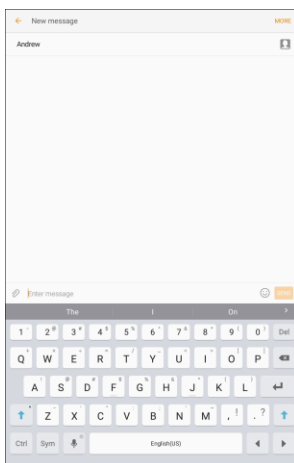 ← New message MORE
Andrew
Enter message SEND
The I On >
1 2 3 4 5 6 7 8 9 0 Del
Q W E R T Y U I O P
A S D F G H J K L
Z X C V B N M , ! . ?
Ctrl Sym English(US)